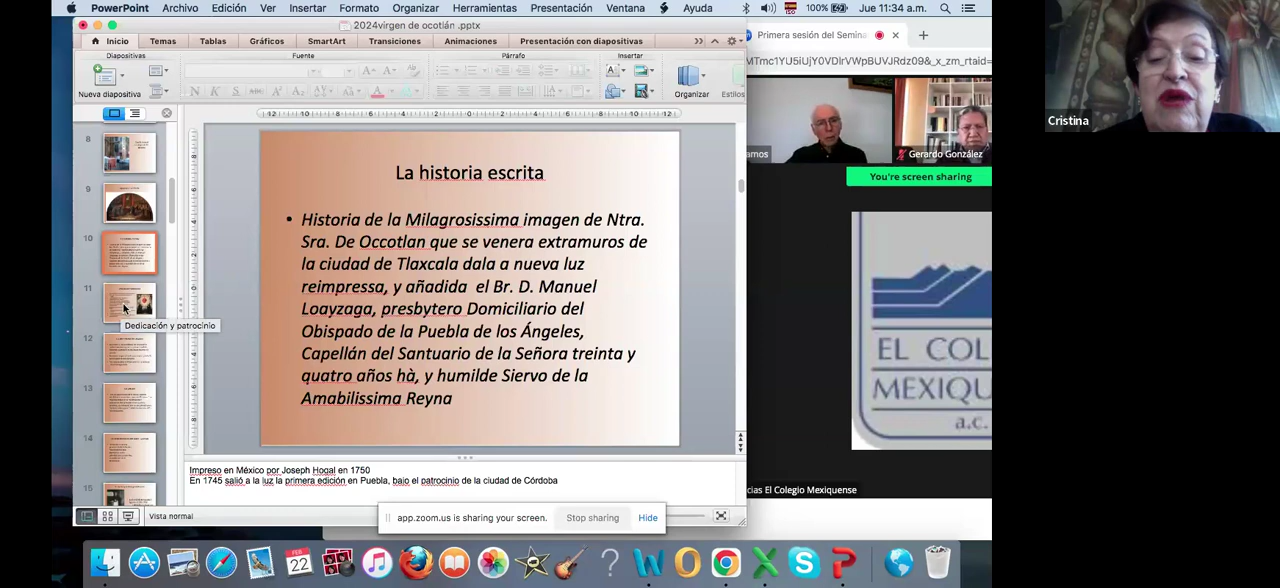 PowerPoint Archivo Edición Ver Insertar Formato Organizar Herramientas Presentación Ventana Ayuda 100% Jue 11:34 a.m.
2024virgen de ocotlán .pptx
Inicio Temas Tablas Gráficos SmartArt Transiciones Animaciones Presentación con diapositivas
Diapositivas Fuente Párrafo Insertar
Nueva diapositiva
Organizar Estilos
Primera sesión del Semina
MTmc1YU5iUjY0VDlrVWpBUVJRdz09&_x_zm_rtaid=
amos
Gerardo González
Cristina
You're screen sharing
8
9
10
11
12
13
14
15
Dedicación y patrocinio
La historia escrita
• Historia de la Milagrosissima imagen de Ntra.
Sra. De Occotlan que se venera extramuros de
la ciudad de Tlaxcala dala a nueva luz
reimpressa, y añadida el Br. D. Manuel
Loayzaga, presbytero Domiciliario del
Obispado de la Puebla de los Ángeles,
Capellán del Santuario de la Señora treinta y
quatro años hà, y humilde Siervo de la
Amabilissima Reyna
EL COL
MEXIQUE
a.c.
cias El Colegio Mexiquense
Impreso en México por Joseph Hogal en 1750
En 1745 salió a la luz la primera edición en Puebla, bajo el patrocinio de la ciudad de Córdoba
Vista normal
app.zoom.us is sharing your screen. Stop sharing Hide
FEB
22